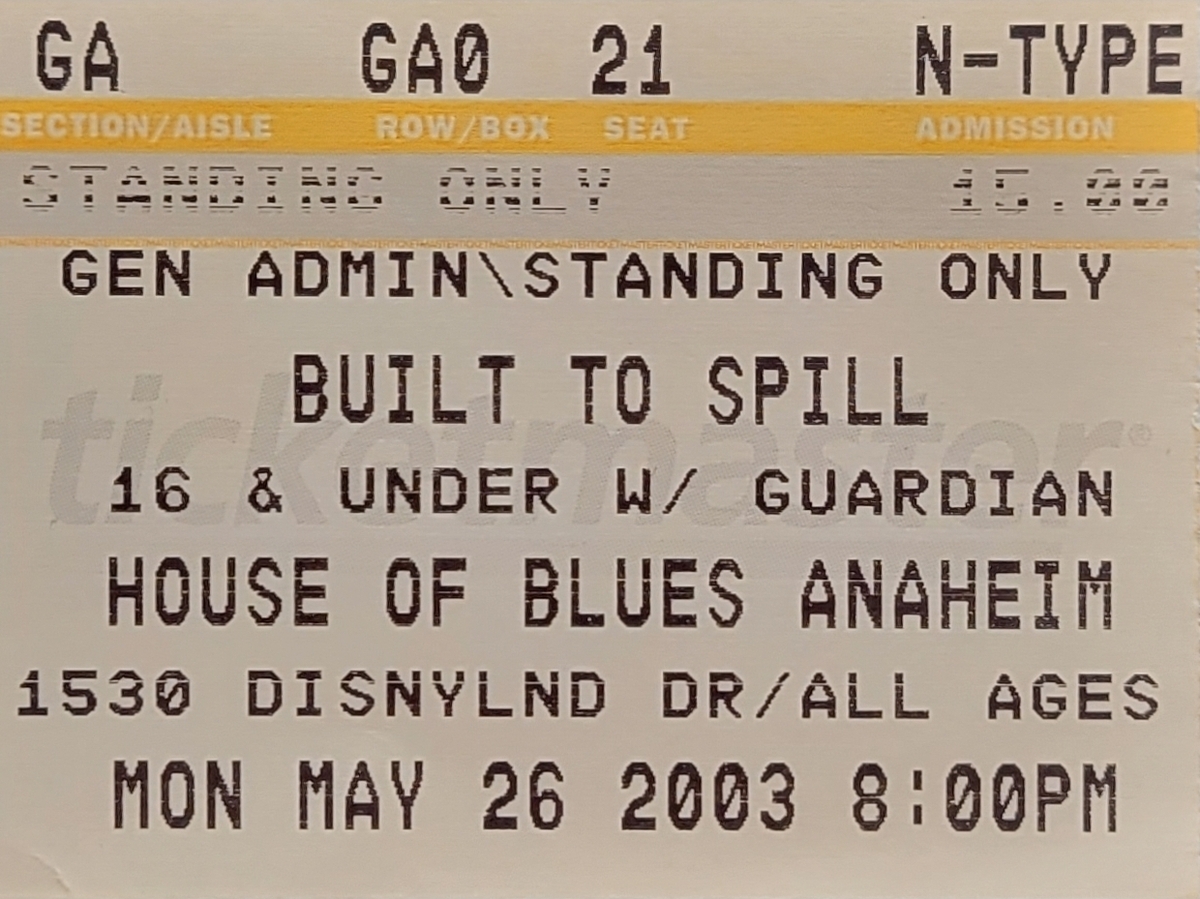 GA GA0 21 N-TYPE
SECTION/AISLE ROW/BOX SEAT ADMISSION
STANDING ONLY 15.00
GEN ADMIN\STANDING ONLY
BUILT TO SPILL
ticketmaster®
16 & UNDER W/ GUARDIAN
HOUSE OF BLUES ANAHEIM
1530 DISNYLND DR/ALL AGES
MON MAY 26 2003 8:00PM